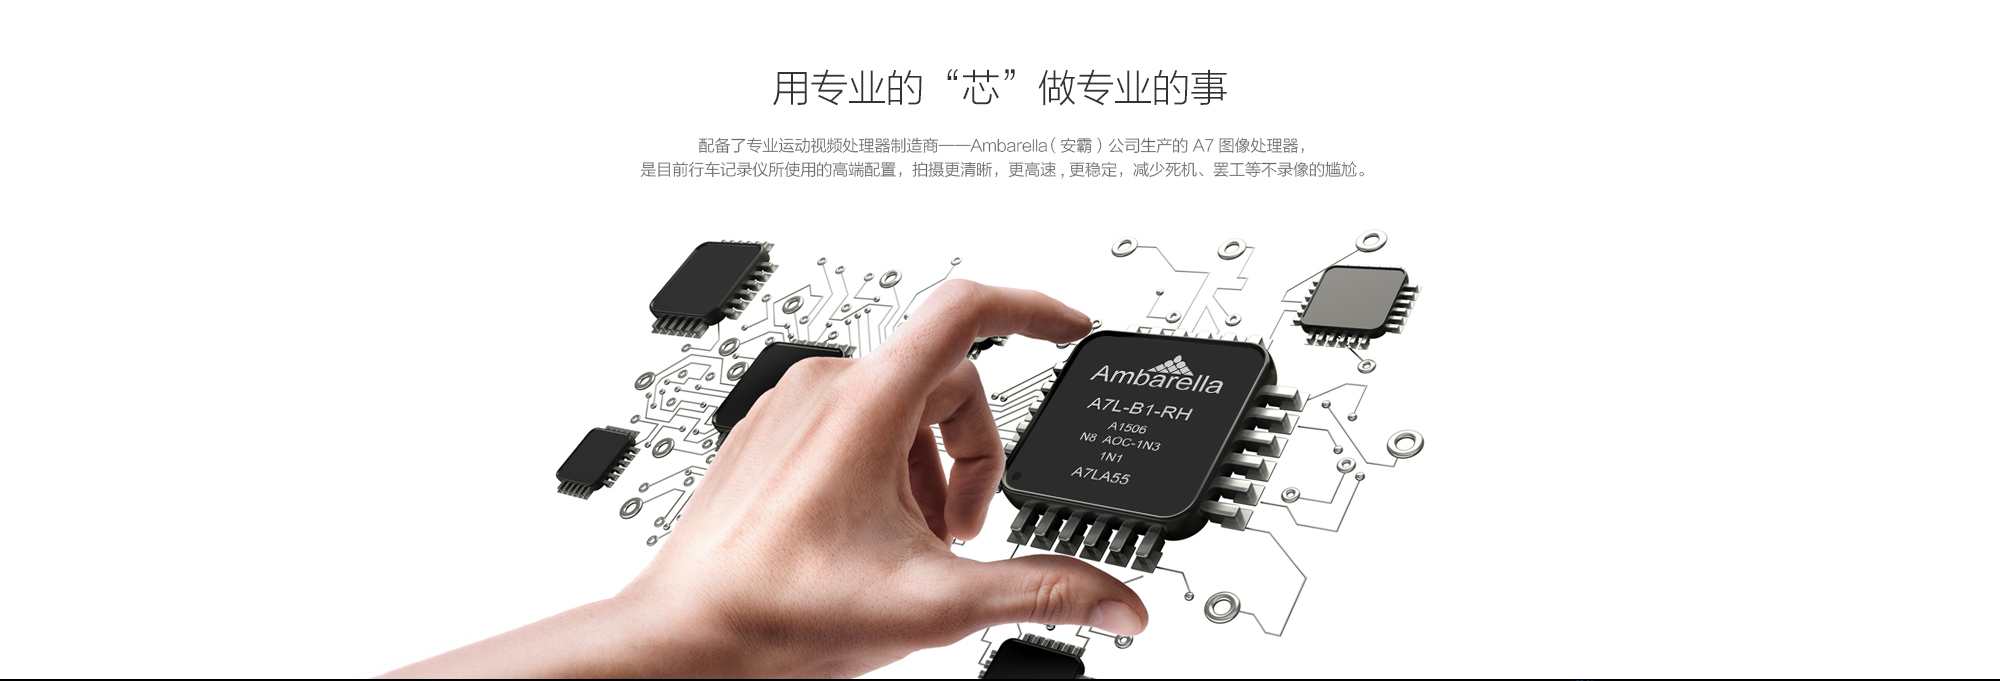 用专业的“芯”做专业的事
配备了专业运动视频处理器制造商——Ambarella（安霸）公司生产的 A7 图像处理器，
是目前行车记录仪所使用的高端配置，拍摄更清晰，更高速，更稳定，减少死机、罢工等不录像的尴尬。
Ambarella
A7L-B1-RH
A1506
N8 AOC-1N3
1N1
A7LA55